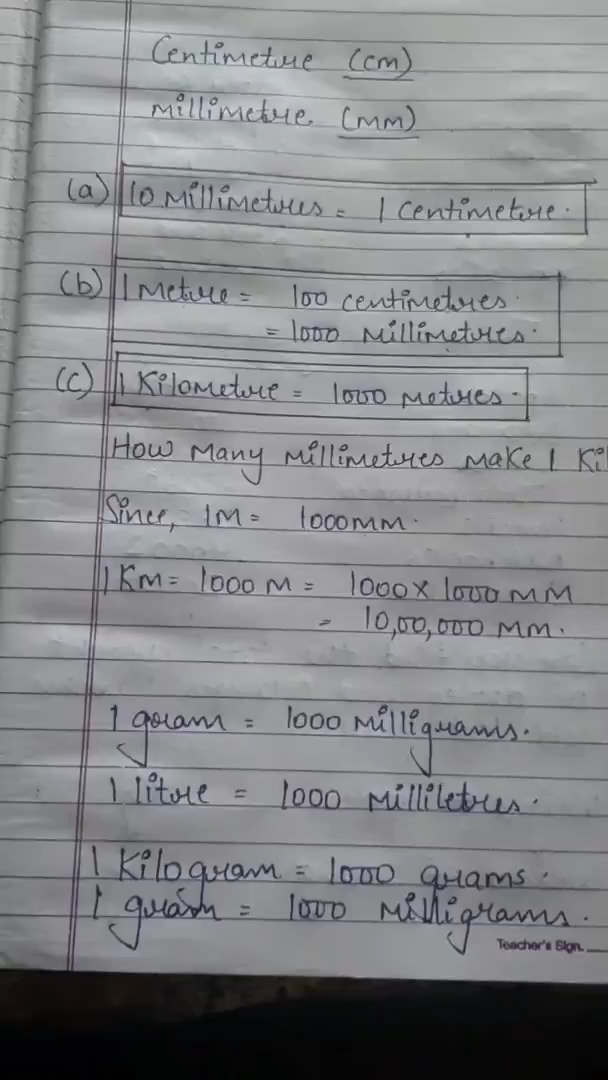 Centimetre (cm)
Millimetre. (mm)
(a) 10 Millimetres = 1 centimetre.
(b) 1 Metre = 100 centimetres.
= 1000 Millimetres.
(c) 1 Kilometre = 1000 metres.
How many millimetres make 1 Kil
Since, 1M = 1000mm.
1 Km = 1000 M = 1000 x 1000 mm
= 10,00,000 mm.
1 gram = 1000 milligrams.
1 litre = 1000 milliletres.
1 Kilogram = 1000 grams.
1 gram = 1000 milligrams.
Teacher's Sign.